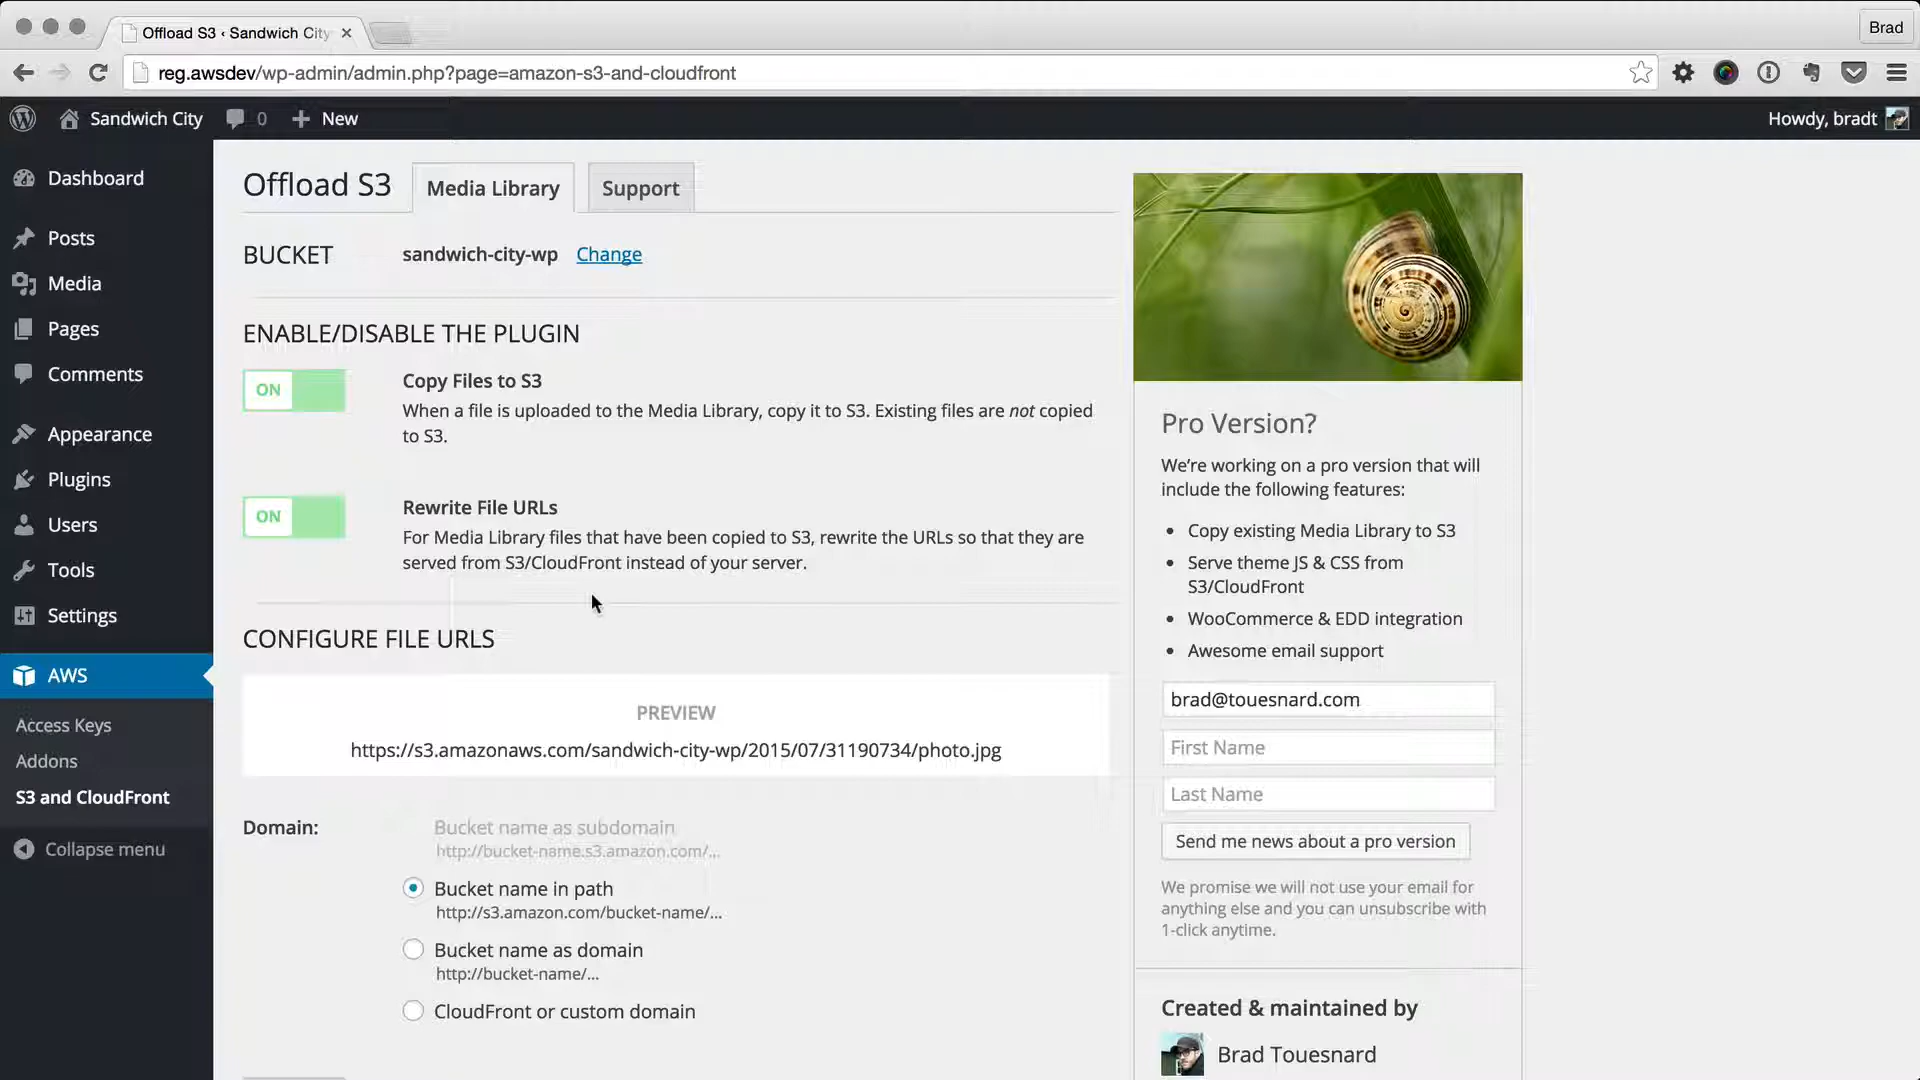 Offload S3 ‹ Sandwich City
Brad
reg.awsdev/wp-admin/admin.php?page=amazon-s3-and-cloudfront
Sandwich City
0
New
Howdy, bradt
Dashboard
Posts
Media
Pages
Comments
Appearance
Plugins
Users
Tools
Settings
AWS
Access Keys
Addons
S3 and CloudFront
Collapse menu
Offload S3
Media Library
Support
BUCKET
sandwich-city-wp Change
ENABLE/DISABLE THE PLUGIN
ON
Copy Files to S3
When a file is uploaded to the Media Library, copy it to S3. Existing files are not copied
to S3.
ON
Rewrite File URLs
For Media Library files that have been copied to S3, rewrite the URLs so that they are
served from S3/CloudFront instead of your server.
CONFIGURE FILE URLS
PREVIEW
https://s3.amazonaws.com/sandwich-city-wp/2015/07/31190734/photo.jpg
Domain:
Bucket name as subdomain
http://bucket-name.s3.amazon.com/...
Bucket name in path
http://s3.amazon.com/bucket-name/...
Bucket name as domain
http://bucket-name/...
CloudFront or custom domain
Pro Version?
We're working on a pro version that will
include the following features:
• Copy existing Media Library to S3
• Serve theme JS & CSS from
S3/CloudFront
• WooCommerce & EDD integration
• Awesome email support
brad@touesnard.com
First Name
Last Name
Send me news about a pro version
We promise we will not use your email for
anything else and you can unsubscribe with
1-click anytime.
Created & maintained by
Brad Touesnard